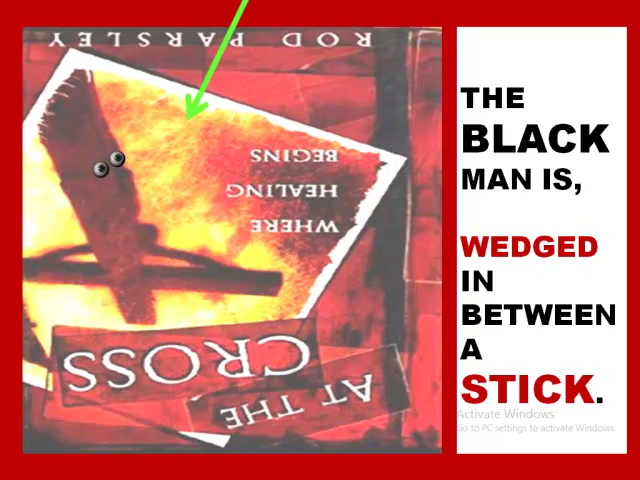 AT THE
CROSS
WHERE
HEALING
BEGINS
ROD PARSLEY
THE
BLACK
MAN IS,
WEDGED
IN
BETWEEN
A
STICK.
Activate Windows
Go to PC settings to activate Windows.